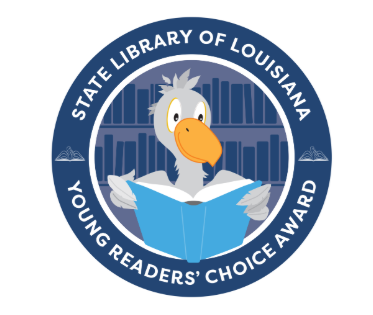 STATE LIBRARY OF LOUISIANA
YOUNG READERS' CHOICE AWARD